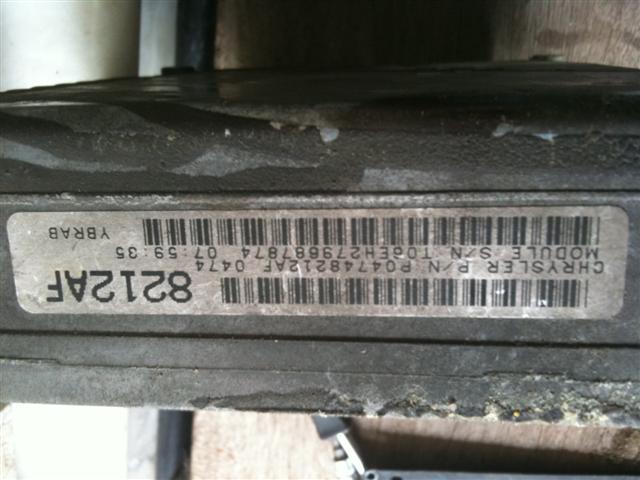 8212AF
CHRYSLER P/N P04748212AF 0474
MODULE S/N T06EH279687874 07:59:35
YBRAB